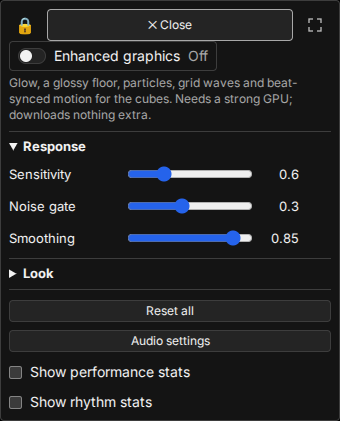 Close
Enhanced graphics Off
Glow, a glossy floor, particles, grid waves and beat-
synced motion for the cubes. Needs a strong GPU;
downloads nothing extra.
Response
Sensitivity 0.6
Noise gate 0.3
Smoothing 0.85
Look
Reset all
Audio settings
Show performance stats
Show rhythm stats